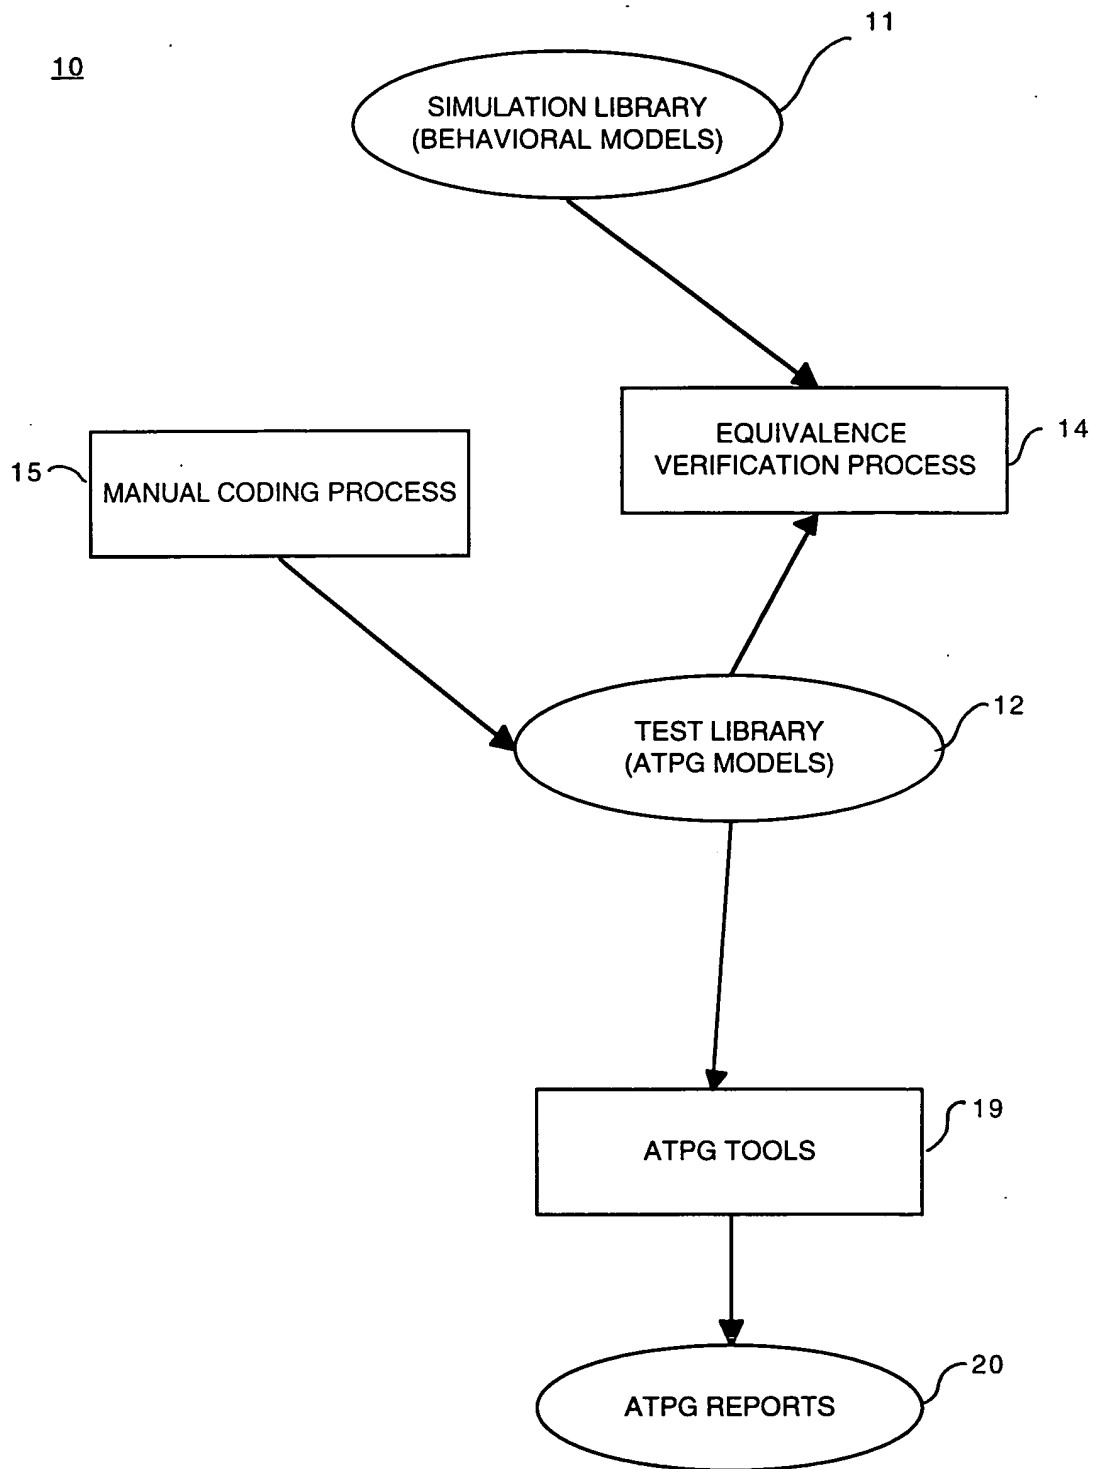 10
11
SIMULATION LIBRARY
(BEHAVIORAL MODELS)
EQUIVALENCE
VERIFICATION PROCESS
14
15
MANUAL CODING PROCESS
TEST LIBRARY
(ATPG MODELS)
12
ATPG TOOLS
19
ATPG REPORTS
20